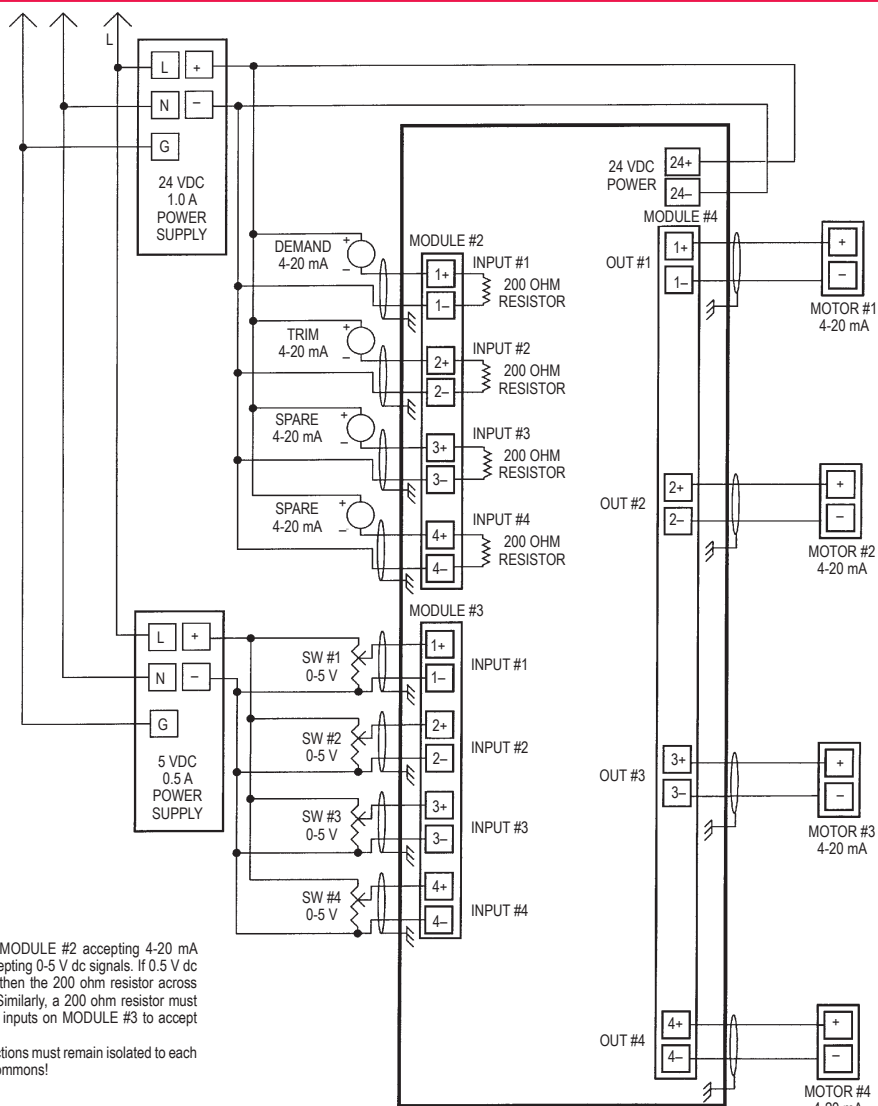 L
L +
N –
G
24 VDC
1.0 A
POWER
SUPPLY
24 VDC
POWER
24+
24–
MODULE #2
DEMAND
4-20 mA
+
–
1+
1–
INPUT #1
200 OHM
RESISTOR
TRIM
4-20 mA
+
–
2+
2–
INPUT #2
200 OHM
RESISTOR
SPARE
4-20 mA
+
–
3+
3–
INPUT #3
200 OHM
RESISTOR
SPARE
4-20 mA
+
–
4+
4–
INPUT #4
200 OHM
RESISTOR
MODULE #4
OUT #1
1+
1–
+
–
MOTOR #1
4-20 mA
OUT #2
2+
2–
+
–
MOTOR #2
4-20 mA
OUT #3
3+
3–
+
–
MOTOR #3
4-20 mA
OUT #4
4+
4–
+
–
MOTOR #4
4-20 mA
L +
N –
G
5 VDC
0.5 A
POWER
SUPPLY
MODULE #3
SW #1
0-5 V
1+
1–
INPUT #1
SW #2
0-5 V
2+
2–
INPUT #2
SW #3
0-5 V
3+
3–
INPUT #3
SW #4
0-5 V
4+
4–
INPUT #4
MODULE #2 accepting 4-20 mA
epting 0-5 V dc signals. If 0.5 V dc
then the 200 ohm resistor across
Similarly, a 200 ohm resistor must
inputs on MODULE #3 to accept
ctions must remain isolated to each
ommons!